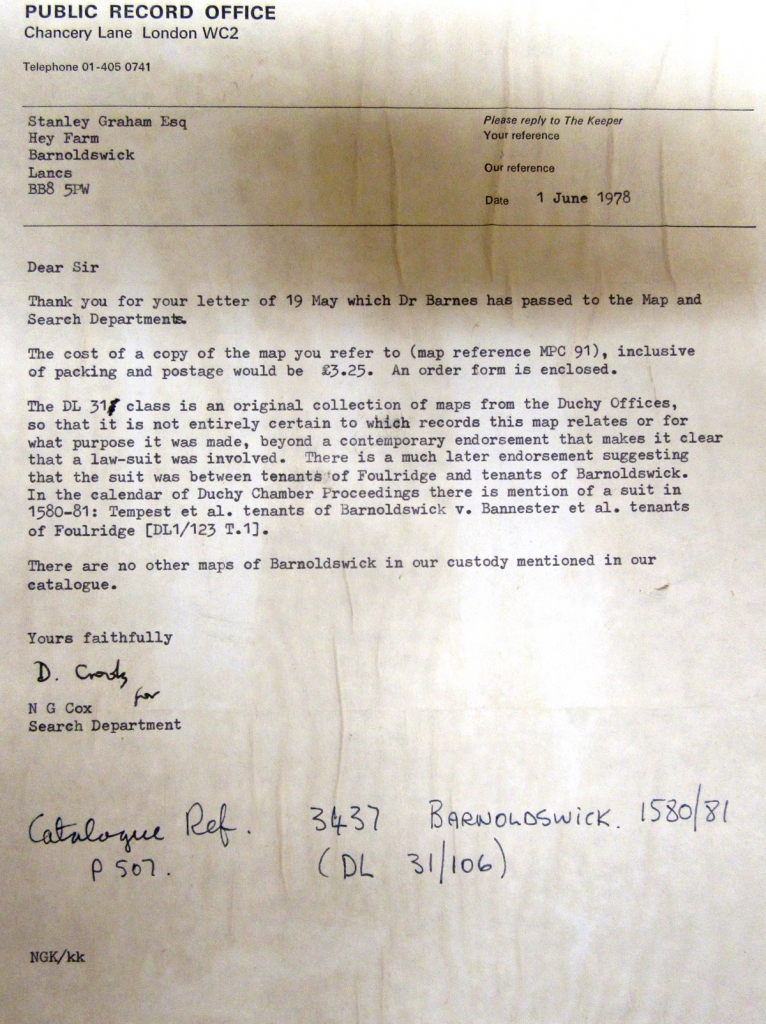 PUBLIC RECORD OFFICE
Chancery Lane London WC2
Telephone 01-405 0741
Stanley Graham Esq
Hey Farm
Barnoldswick
Lancs
BB8 5PW
Please reply to The Keeper
Your reference
Our reference
Date 1 June 1978
Dear Sir
Thank you for your letter of 19 May which Dr Barnes has passed to the Map and
Search Departments.
The cost of a copy of the map you refer to (map reference MPC 91), inclusive
of packing and postage would be £3.25. An order form is enclosed.
The DL 31 class is an original collection of maps from the Duchy Offices,
so that it is not entirely certain to which records this map relates or for
what purpose it was made, beyond a contemporary endorsement that makes it clear
that a law-suit was involved. There is a much later endorsement suggesting
that the suit was between tenants of Foulridge and tenants of Barnoldswick.
In the calendar of Duchy Chamber Proceedings there is mention of a suit in
1580-81: Tempest et al. tenants of Barnoldswick v. Bannester et al. tenants
of Foulridge [DL1/123 T.1].
There are no other maps of Barnoldswick in our custody mentioned in our
catalogue.
Yours faithfully
D.
for
N G Cox
Search Department
Catalogue Ref. 3437 BARNOLDSWICK. 1580/81
P 507. (DL 31/106)
NGK/kk